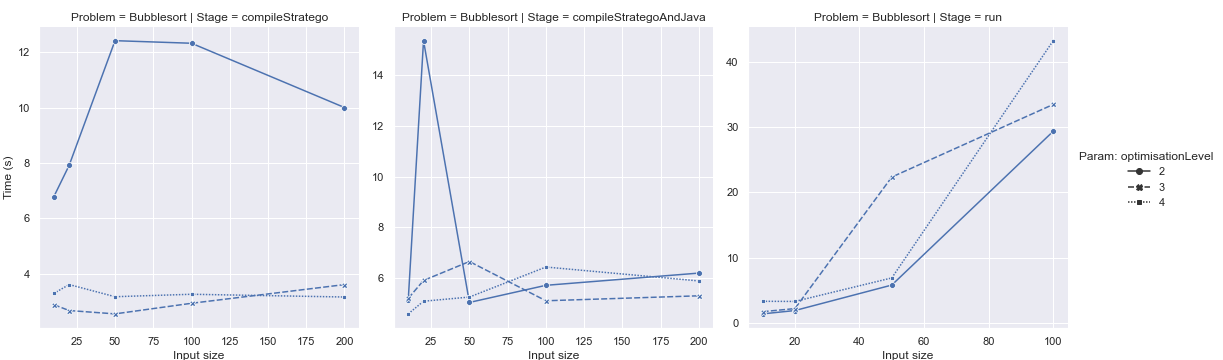 Problem = Bubblesort | Stage = compileStratego
12
10
8
6
4
Time (s)
25 50 75 100 125 150 175 200
Input size
Problem = Bubblesort | Stage = compileStrategoAndJava
14
12
10
8
6
25 50 75 100 125 150 175 200
Input size
Problem = Bubblesort | Stage = run
40
30
20
10
0
20 40 60 80 100
Input size
Param: optimisationLevel
2
3
4